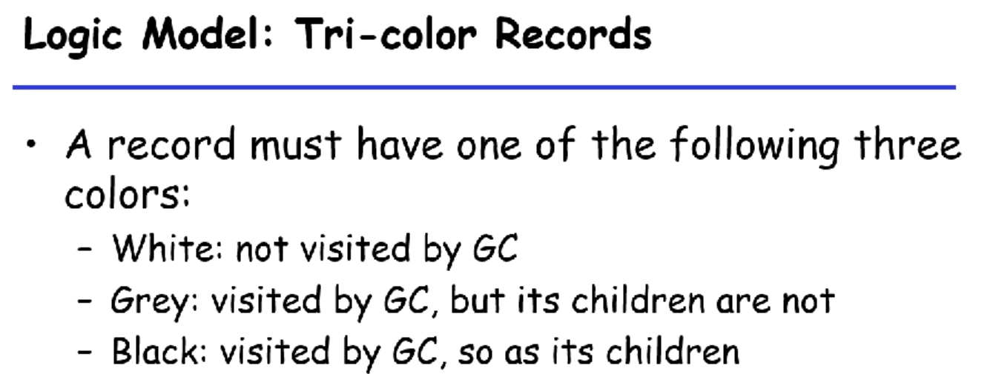 Logic Model: Tri-color Records
• A record must have one of the following three
colors:
– White: not visited by GC
– Grey: visited by GC, but its children are not
– Black: visited by GC, so as its children